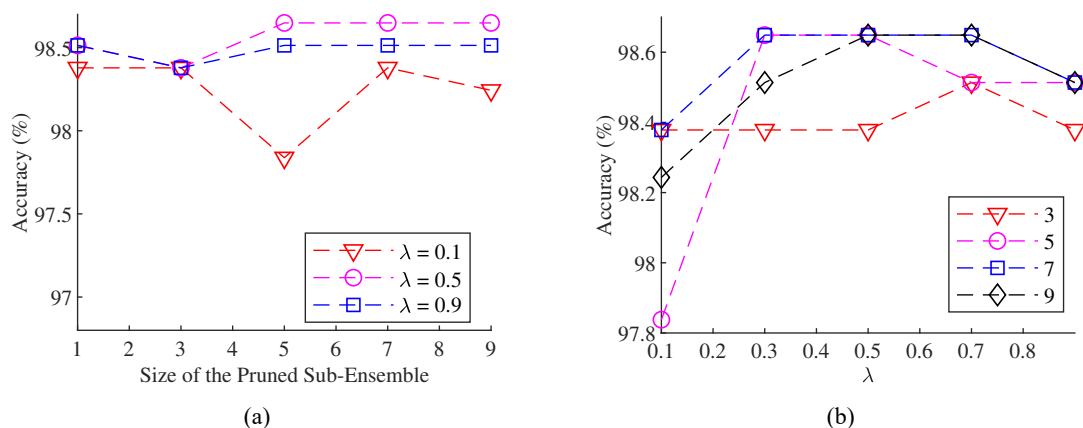 98.5
98
97.5
97
Accuracy (%)
λ = 0.1
λ = 0.5
λ = 0.9
1 2 3 4 5 6 7 8 9
Size of the Pruned Sub-Ensemble
(a)
98.6
98.4
98.2
98
97.8
Accuracy (%)
3
5
7
9
0.1 0.2 0.3 0.4 0.5 0.6 0.7 0.8
λ
(b)